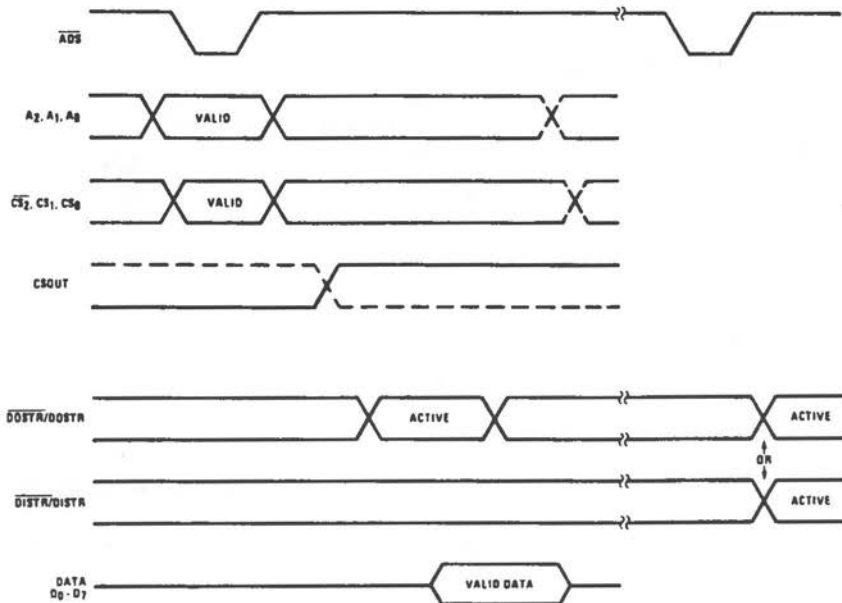 ADS
A2, A1, A0
VALID
CS2, CS1, CS0
VALID
CSOUT
DOSTR/DOSTR
ACTIVE
ACTIVE
OR
DISTR/DISTR
ACTIVE
DATA
D0 - D7
VALID DATA